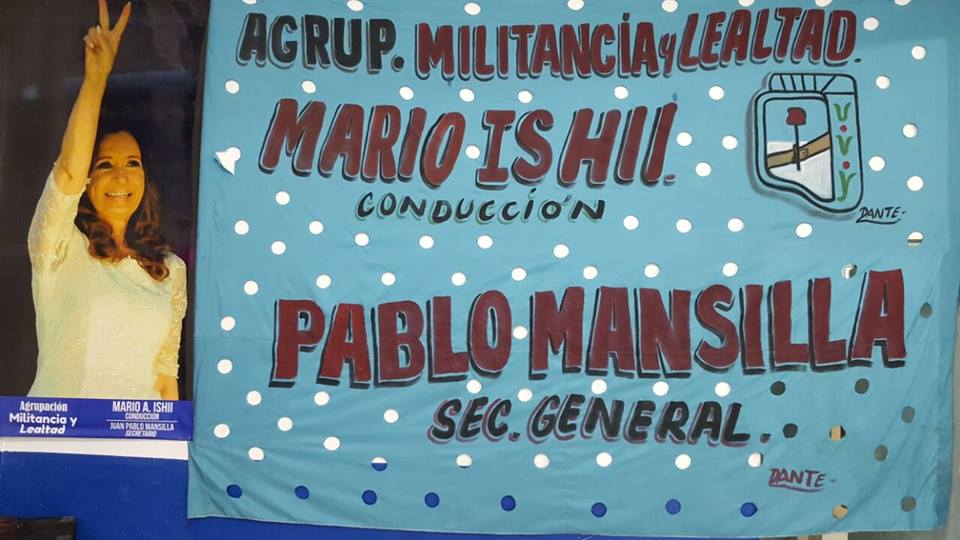 AGRUP. MILITANCÍA y LEALTAD.
MARIO ISHII.
CONDUCCIÓN
V.V.
DANTE-
PABLO MANSILLA
SEC. GENERAL.
DANTE-
Agrupación
Militancia y
Lealtad
MARIO A. ISHII
CONDUCCION
JUAN PABLO MANSILLA
SECRETARIO